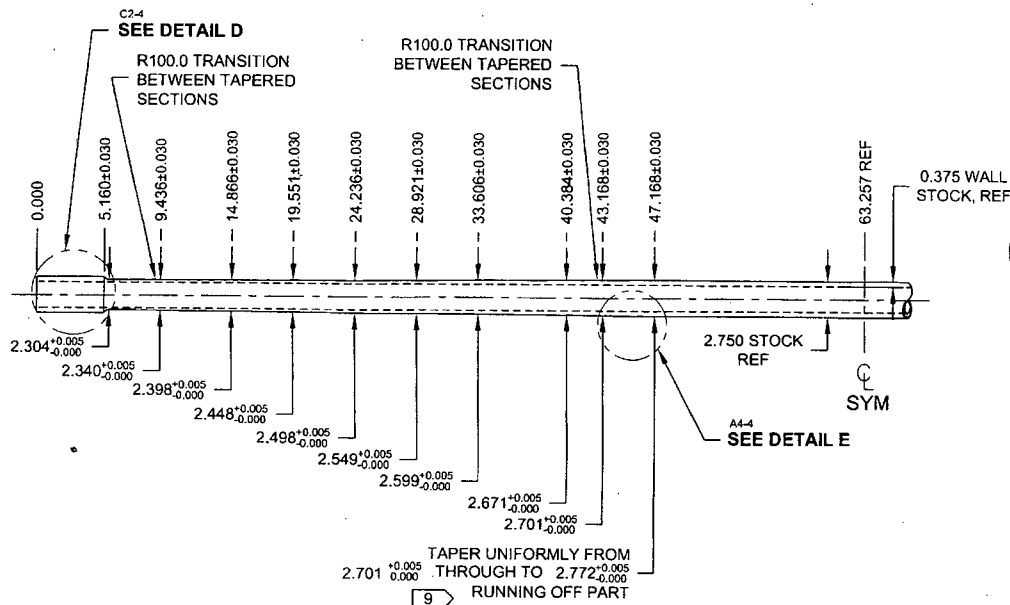 C2-4
SEE DETAIL D
R100.0 TRANSITION
BETWEEN TAPERED
SECTIONS
R100.0 TRANSITION
BETWEEN TAPERED
SECTIONS
0.000
5.160±0.030
9.436±0.030
14.866±0.030
19.551±0.030
24.236±0.030
28.921±0.030
33.606±0.030
40.384±0.030
43.168±0.030
47.168±0.030
63.257 REF
0.375 WALL
STOCK, REF
2.304 +0.005 -0.000
2.340 +0.005 -0.000
2.398 +0.005 -0.000
2.448 +0.005 -0.000
2.498 +0.005 -0.000
2.549 +0.005 -0.000
2.599 +0.005 -0.000
2.671 +0.005 -0.000
2.701 +0.005 -0.000
2.750 STOCK
REF
℄
SYM
A4-4
SEE DETAIL E
TAPER UNIFORMLY FROM
2.701 +0.005 0.000 THROUGH TO 2.772 +0.005 -0.000
9 RUNNING OFF PART